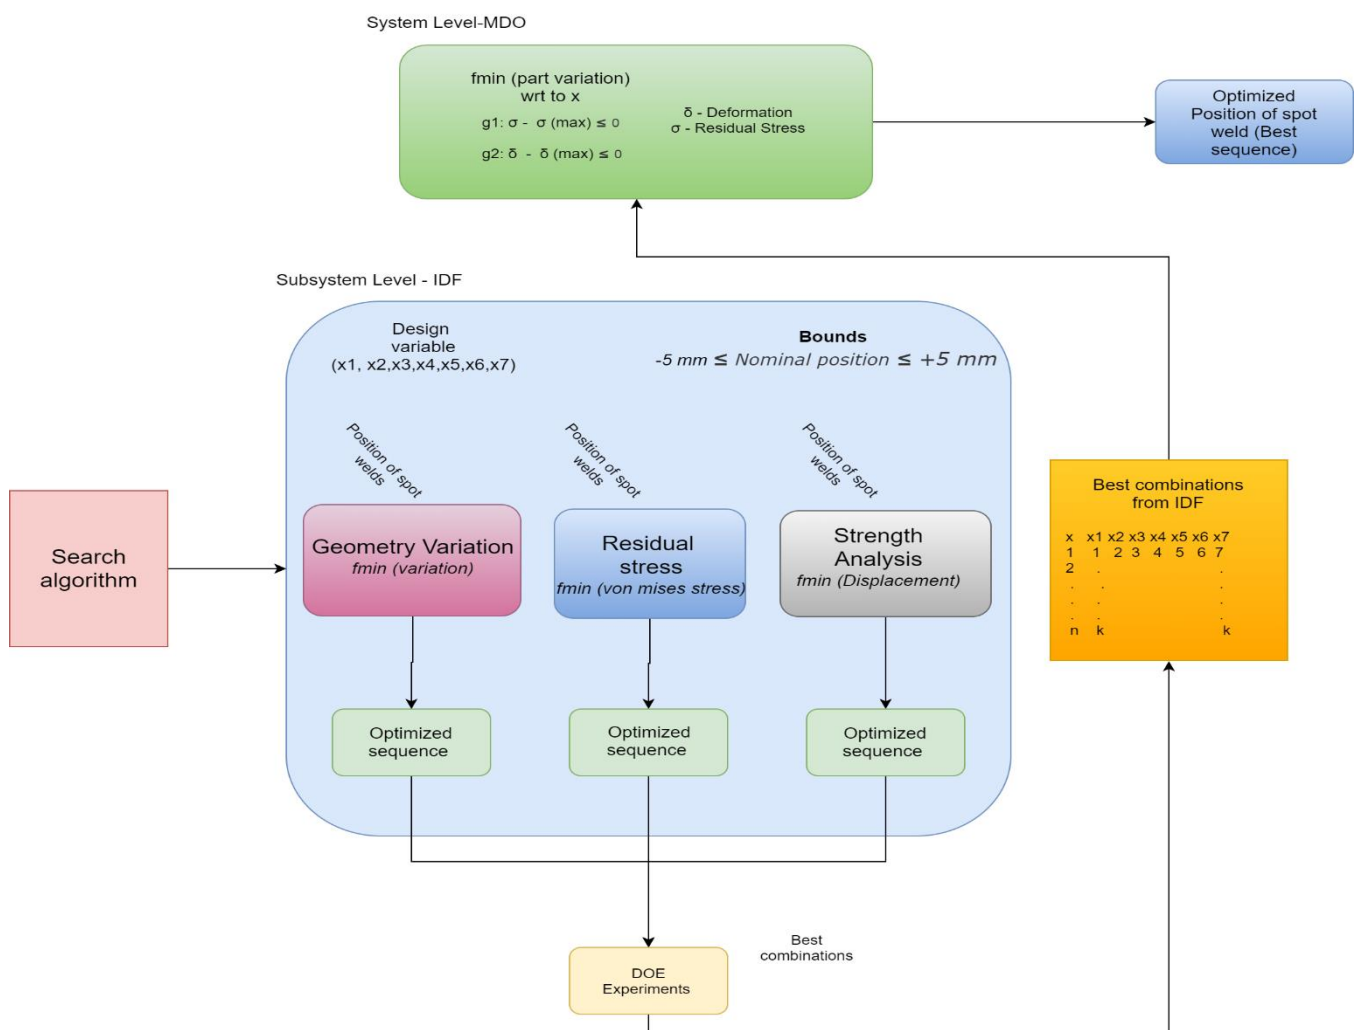 System Level-MDO
fmin (part variation)
wrt to x
g1: σ - σ (max) ≤ 0
g2: δ - δ (max) ≤ 0
δ - Deformation
σ - Residual Stress
Optimized
Position of spot
weld (Best
sequence)
Subsystem Level - IDF
Design
variable
(x1, x2,x3,x4,x5,x6,x7)
Bounds
-5 mm ≤ Nominal position ≤ +5 mm
Position of spot
welds
Position of spot
welds
Position of spot
welds
Search
algorithm
Geometry Variation
fmin (variation)
Residual
stress
fmin (von mises stress)
Strength
Analysis
fmin (Displacement)
Best combinations
from IDF
x x1 x2 x3 x4 x5 x6 x7
1 1 2 3 4 5 6 7
2 . .
. . .
. . .
. . .
n k k
Optimized
sequence
Optimized
sequence
Optimized
sequence
Best
combinations
DOE
Experiments